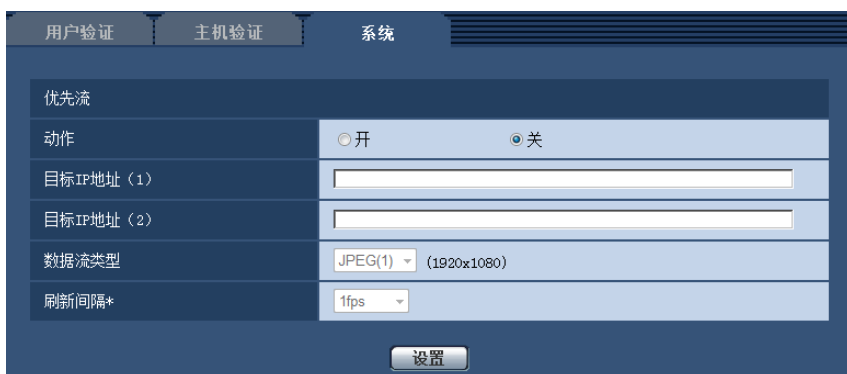 用户验证 主机验证 系统
优先流
动作 开 关
目标IP地址（1）
目标IP地址（2）
数据流类型 JPEG(1) (1920x1080)
刷新间隔* 1fps
设置